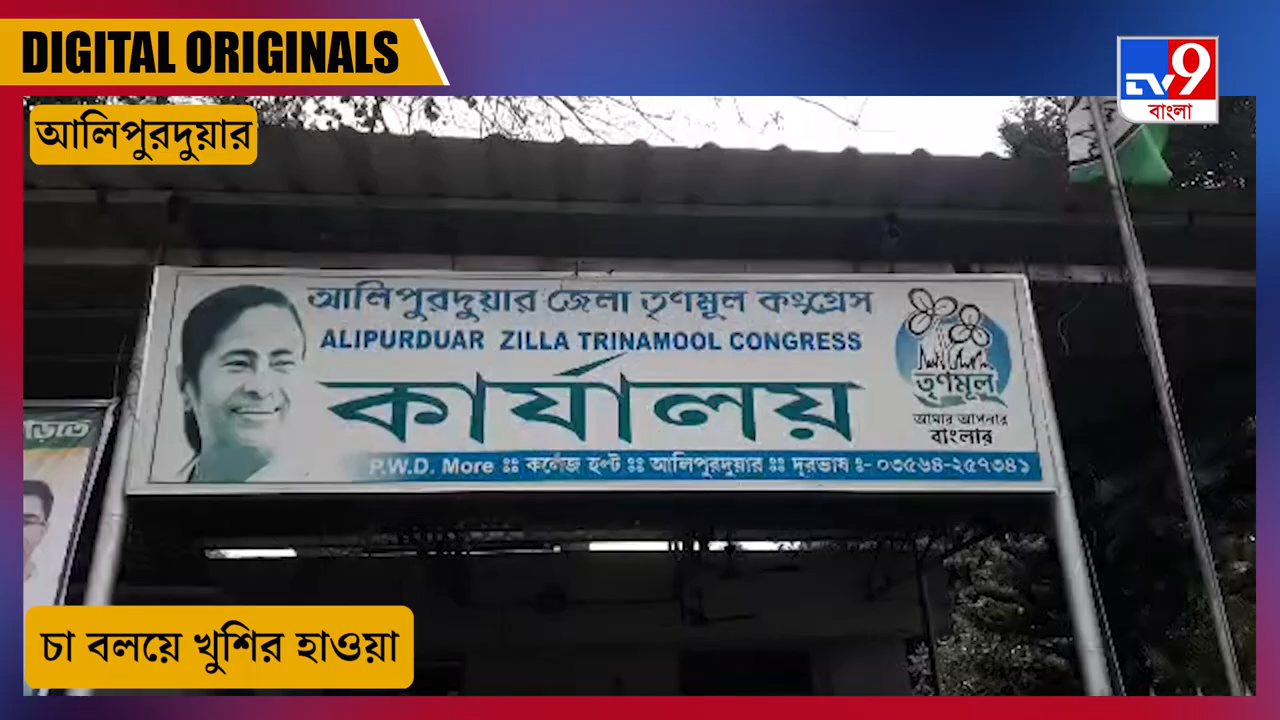 DIGITAL ORIGINALS
TV9
বাংলা
আলিপুরদুয়ার
আলিপুরদুয়ার জেলা তৃণমূল কংগ্রেস
ALIPURDUAR ZILLA TRINAMOOL CONGRESS
কার্যালয়
তৃণমূল
আমার আপনার
বাংলার
P.W.D. More ঃঃ কলেজ হল্ট ঃঃ আলিপুরদুয়ার ঃঃ দূরভাষ ঃ- ০৩৫৬৪-২৫৭৩৪১
চা বলয়ে খুশির হাওয়া